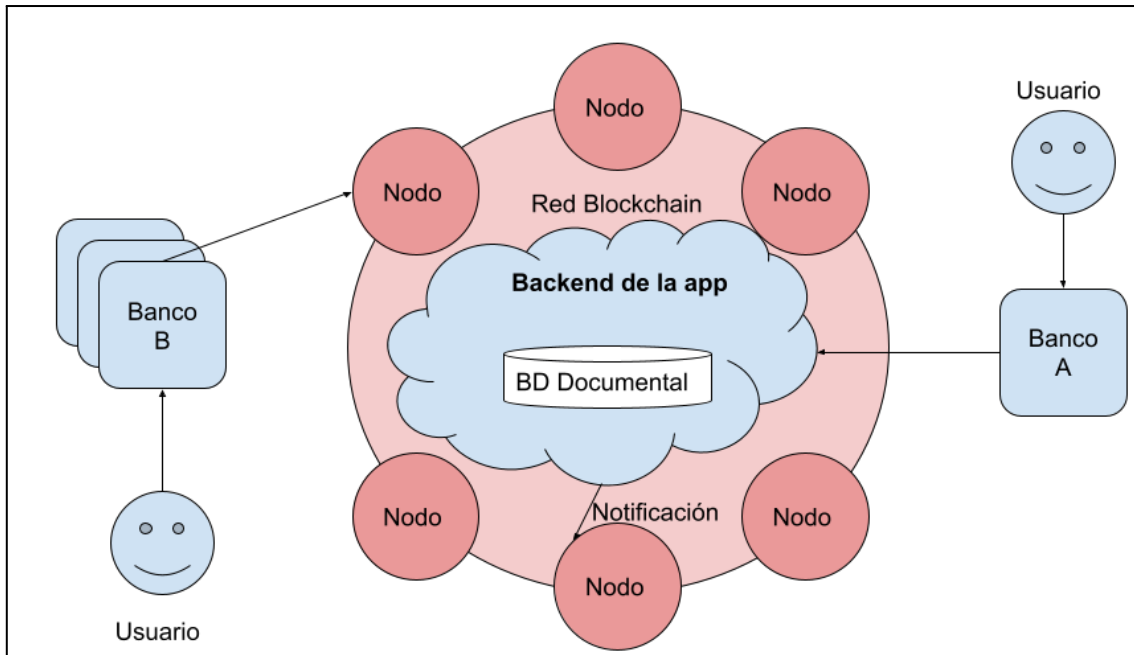 Nodo
Usuario
Nodo
Nodo
Red Blockchain
Backend de la app
Banco
B
Banco
A
BD Documental
Nodo
Notificación
Nodo
Nodo
Usuario